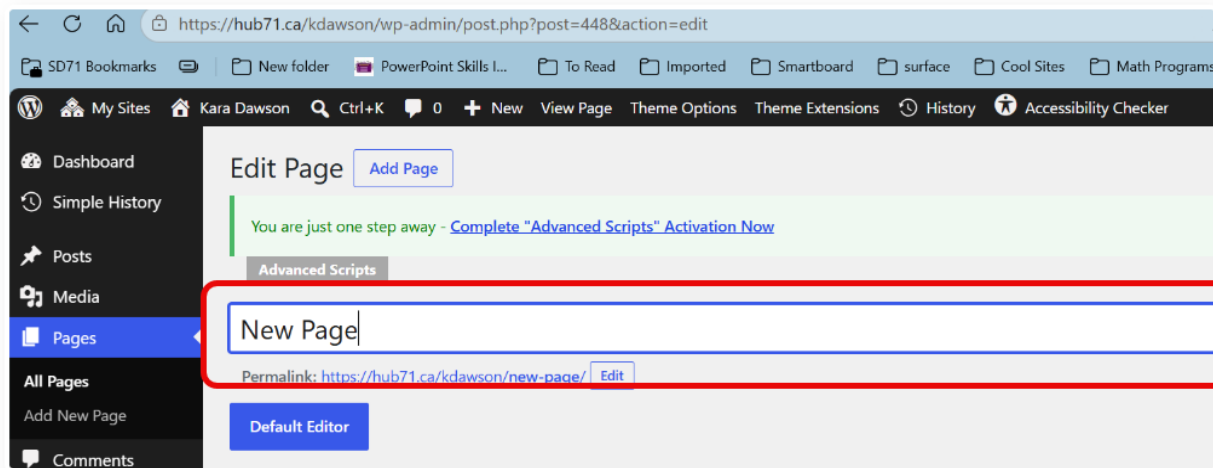 https://hub71.ca/kdawson/wp-admin/post.php?post=448&action=edit
SD71 Bookmarks New folder PowerPoint Skills I... To Read Imported Smartboard surface Cool Sites Math Programs
My Sites Kara Dawson Ctrl+K 0 New View Page Theme Options Theme Extensions History Accessibility Checker
Dashboard
Simple History
Posts
Media
Pages
All Pages
Add New Page
Comments
Edit Page Add Page
You are just one step away - Complete "Advanced Scripts" Activation Now
Advanced Scripts
New Page
Permalink: https://hub71.ca/kdawson/new-page/ Edit
Default Editor